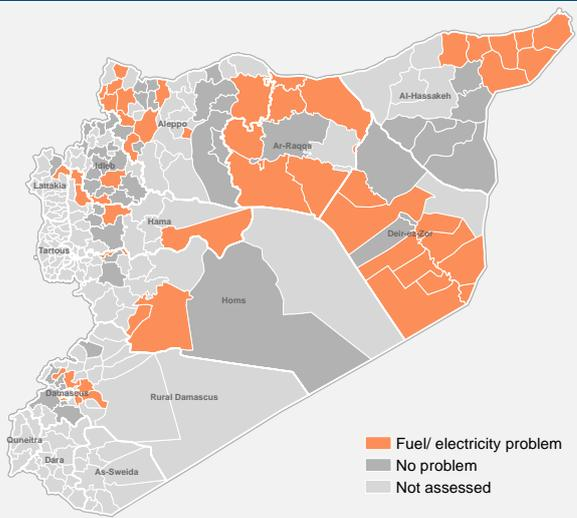 Al-Hassakeh
Aleppo
Ar-Raqqa
Idleb
Lattakia
Hama
Deir-ez-Zor
Tartous
Homs
Damascus
Rural Damascus
Quneitra
Dara
As-Sweida
Fuel/ electricity problem
No problem
Not assessed